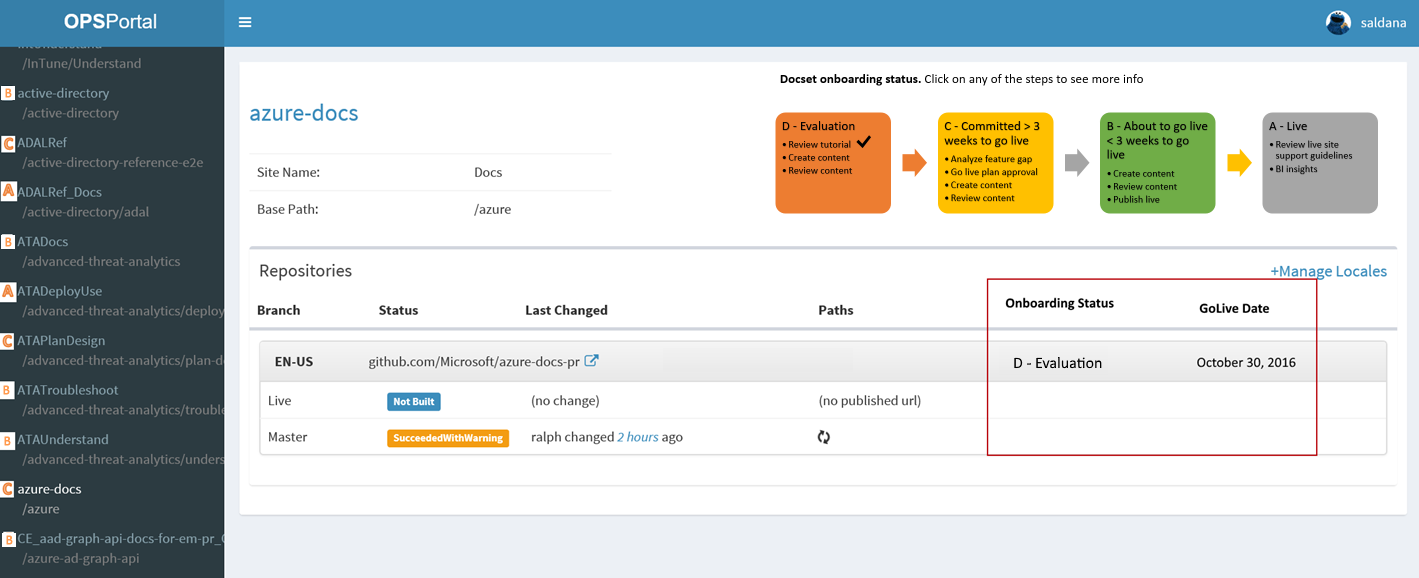 OPSPortal
saldana
InTune/Understand
/InTune/Understand
B active-directory
/active-directory
C ADALRef
/active-directory-reference-e2e
A ADALRef_Docs
/active-directory/adal
B ATADocs
/advanced-threat-analytics
A ATADeployUse
/advanced-threat-analytics/deploy
C ATAPlanDesign
/advanced-threat-analytics/plan-d
B ATATroubleshoot
/advanced-threat-analytics/trouble
B ATAUnderstand
/advanced-threat-analytics/unders
C azure-docs
/azure
B CE_aad-graph-api-docs-for-em-pr_
/azure-ad-graph-api
azure-docs
Site Name: Docs
Base Path: /azure
Docset onboarding status. Click on any of the steps to see more info
D - Evaluation
• Review tutorial
• Create content
• Review content
C - Committed > 3
weeks to go live
• Analyze feature gap
• Go live plan approval
• Create content
• Review content
B - About to go live
< 3 weeks to go
live
• Create content
• Review content
• Publish live
A - Live
• Review live site
support guidelines
• BI insights
Repositories
+Manage Locales
Branch Status Last Changed Paths Onboarding Status GoLive Date
EN-US github.com/Microsoft/azure-docs-pr D - Evaluation October 30, 2016
Live Not Built (no change) (no published url)
Master SucceededWithWarning ralph changed 2 hours ago